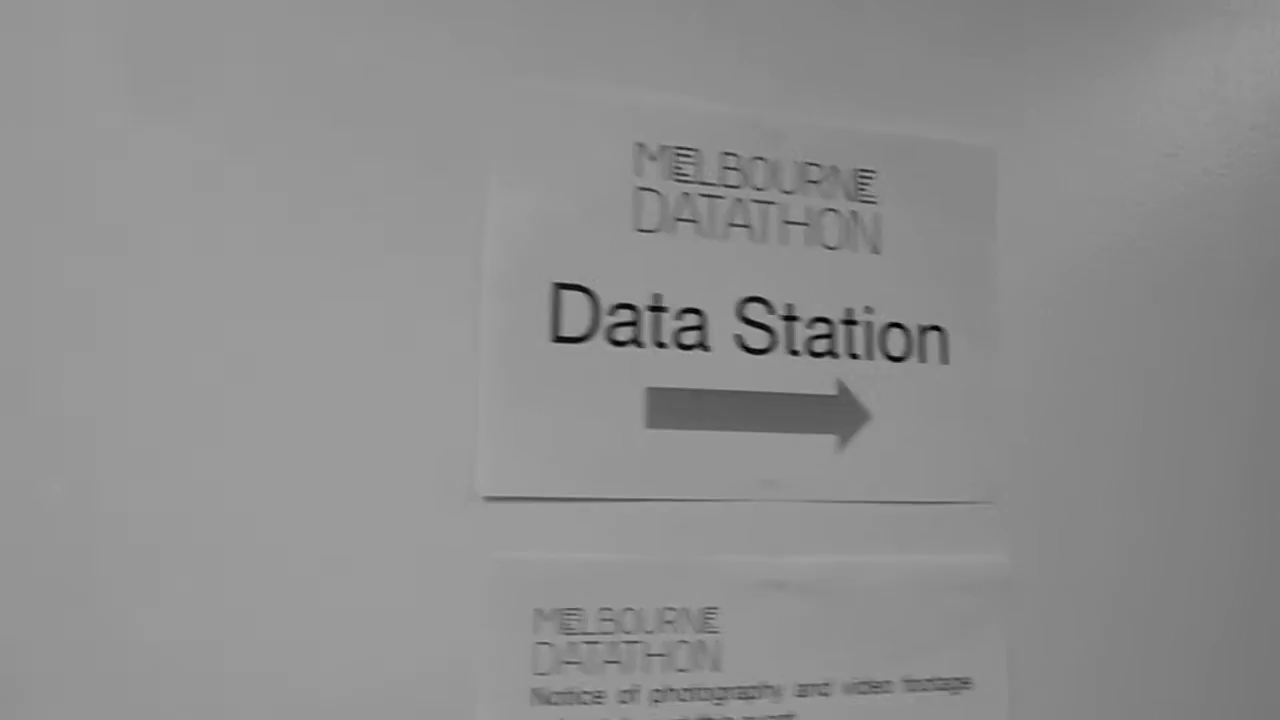 MELBOURNE
DATATHON
Data Station
MELBOURNE
DATATHON
Notice of photography and video footage